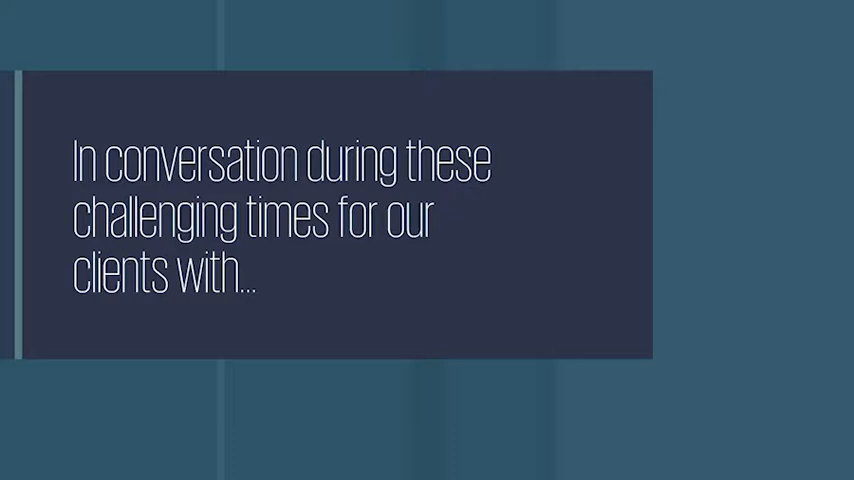 In conversation during these
challenging times for our
clients with...